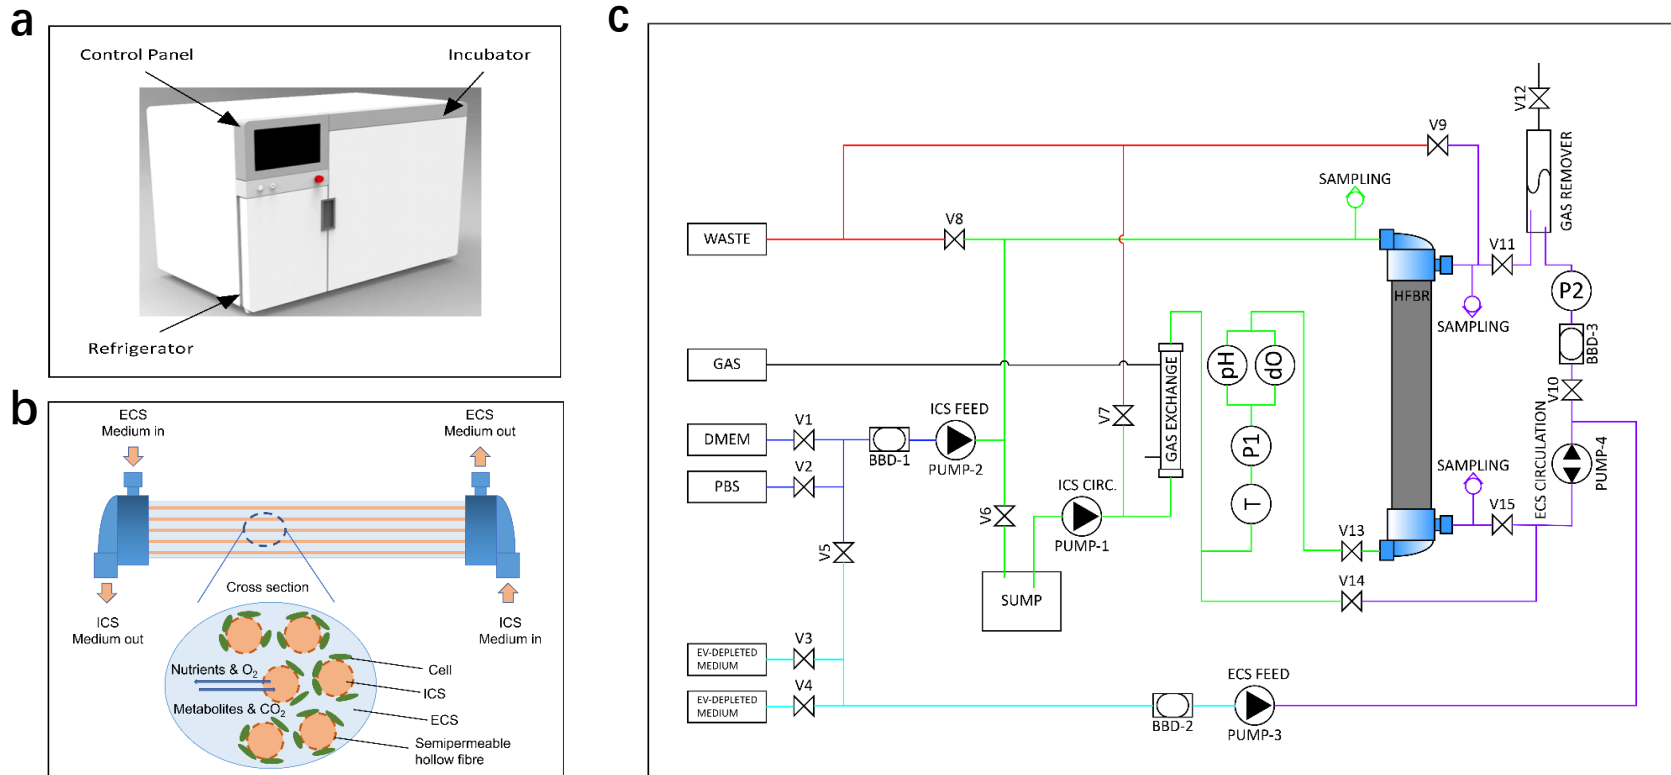 a
Control Panel
Incubator
Refrigerator
b
ECS
Medium in
ECS
Medium out
ICS
Medium out
ICS
Medium in
Cross section
Nutrients & O2
Metabolites & CO2
Cell
ICS
ECS
Semipermeable
hollow fibre
c
V12
V9
GAS REMOVER
SAMPLING
WASTE
V8
V11
HFBR
P2
SAMPLING
BBD-3
GAS
GAS EXCHANGE
pH
dO
V10
V7
ICS FEED
DMEM
V1
BBD-1
PUMP-2
P1
ECS CIRCULATION
PUMP-4
PBS
V2
ICS CIRC.
SAMPLING
T
V6
PUMP-1
V15
V5
V13
SUMP
V14
EV-DEPLETED
MEDIUM
V3
EV-DEPLETED
MEDIUM
V4
BBD-2
ECS FEED
PUMP-3